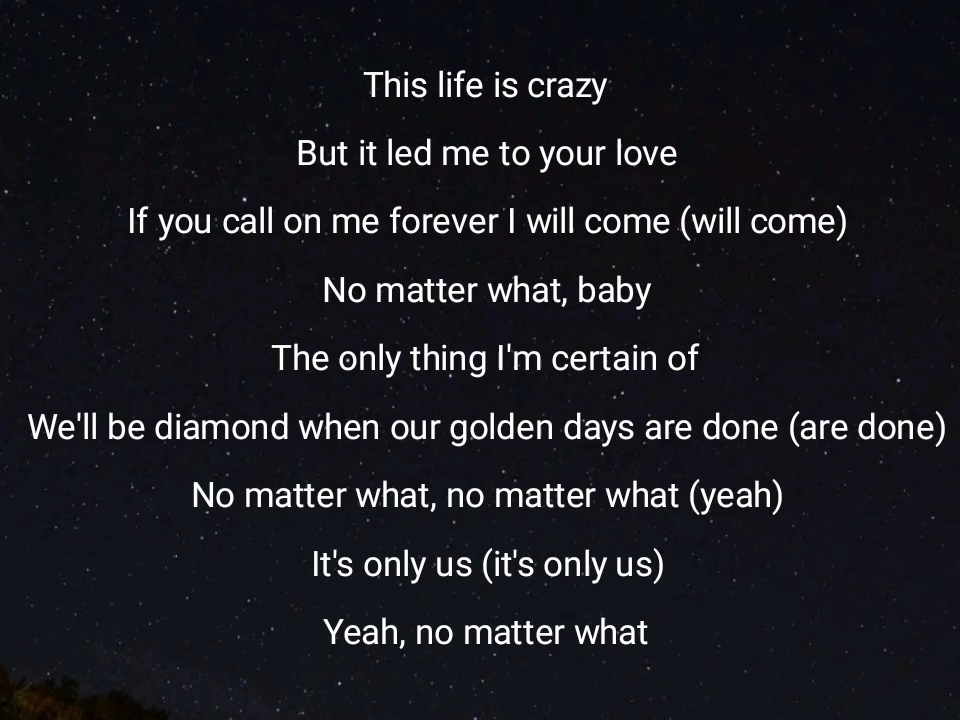 This life is crazy
But it led me to your love
If you call on me forever I will come (will come)
No matter what, baby
The only thing I'm certain of
We'll be diamond when our golden days are done (are done)
No matter what, no matter what (yeah)
It's only us (it's only us)
Yeah, no matter what